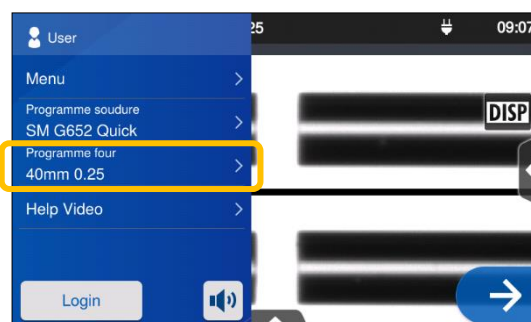 User
25
09:07
Menu
Programme soudure
SM G652 Quick
Programme four
40mm 0.25
Help Video
Login
DISP